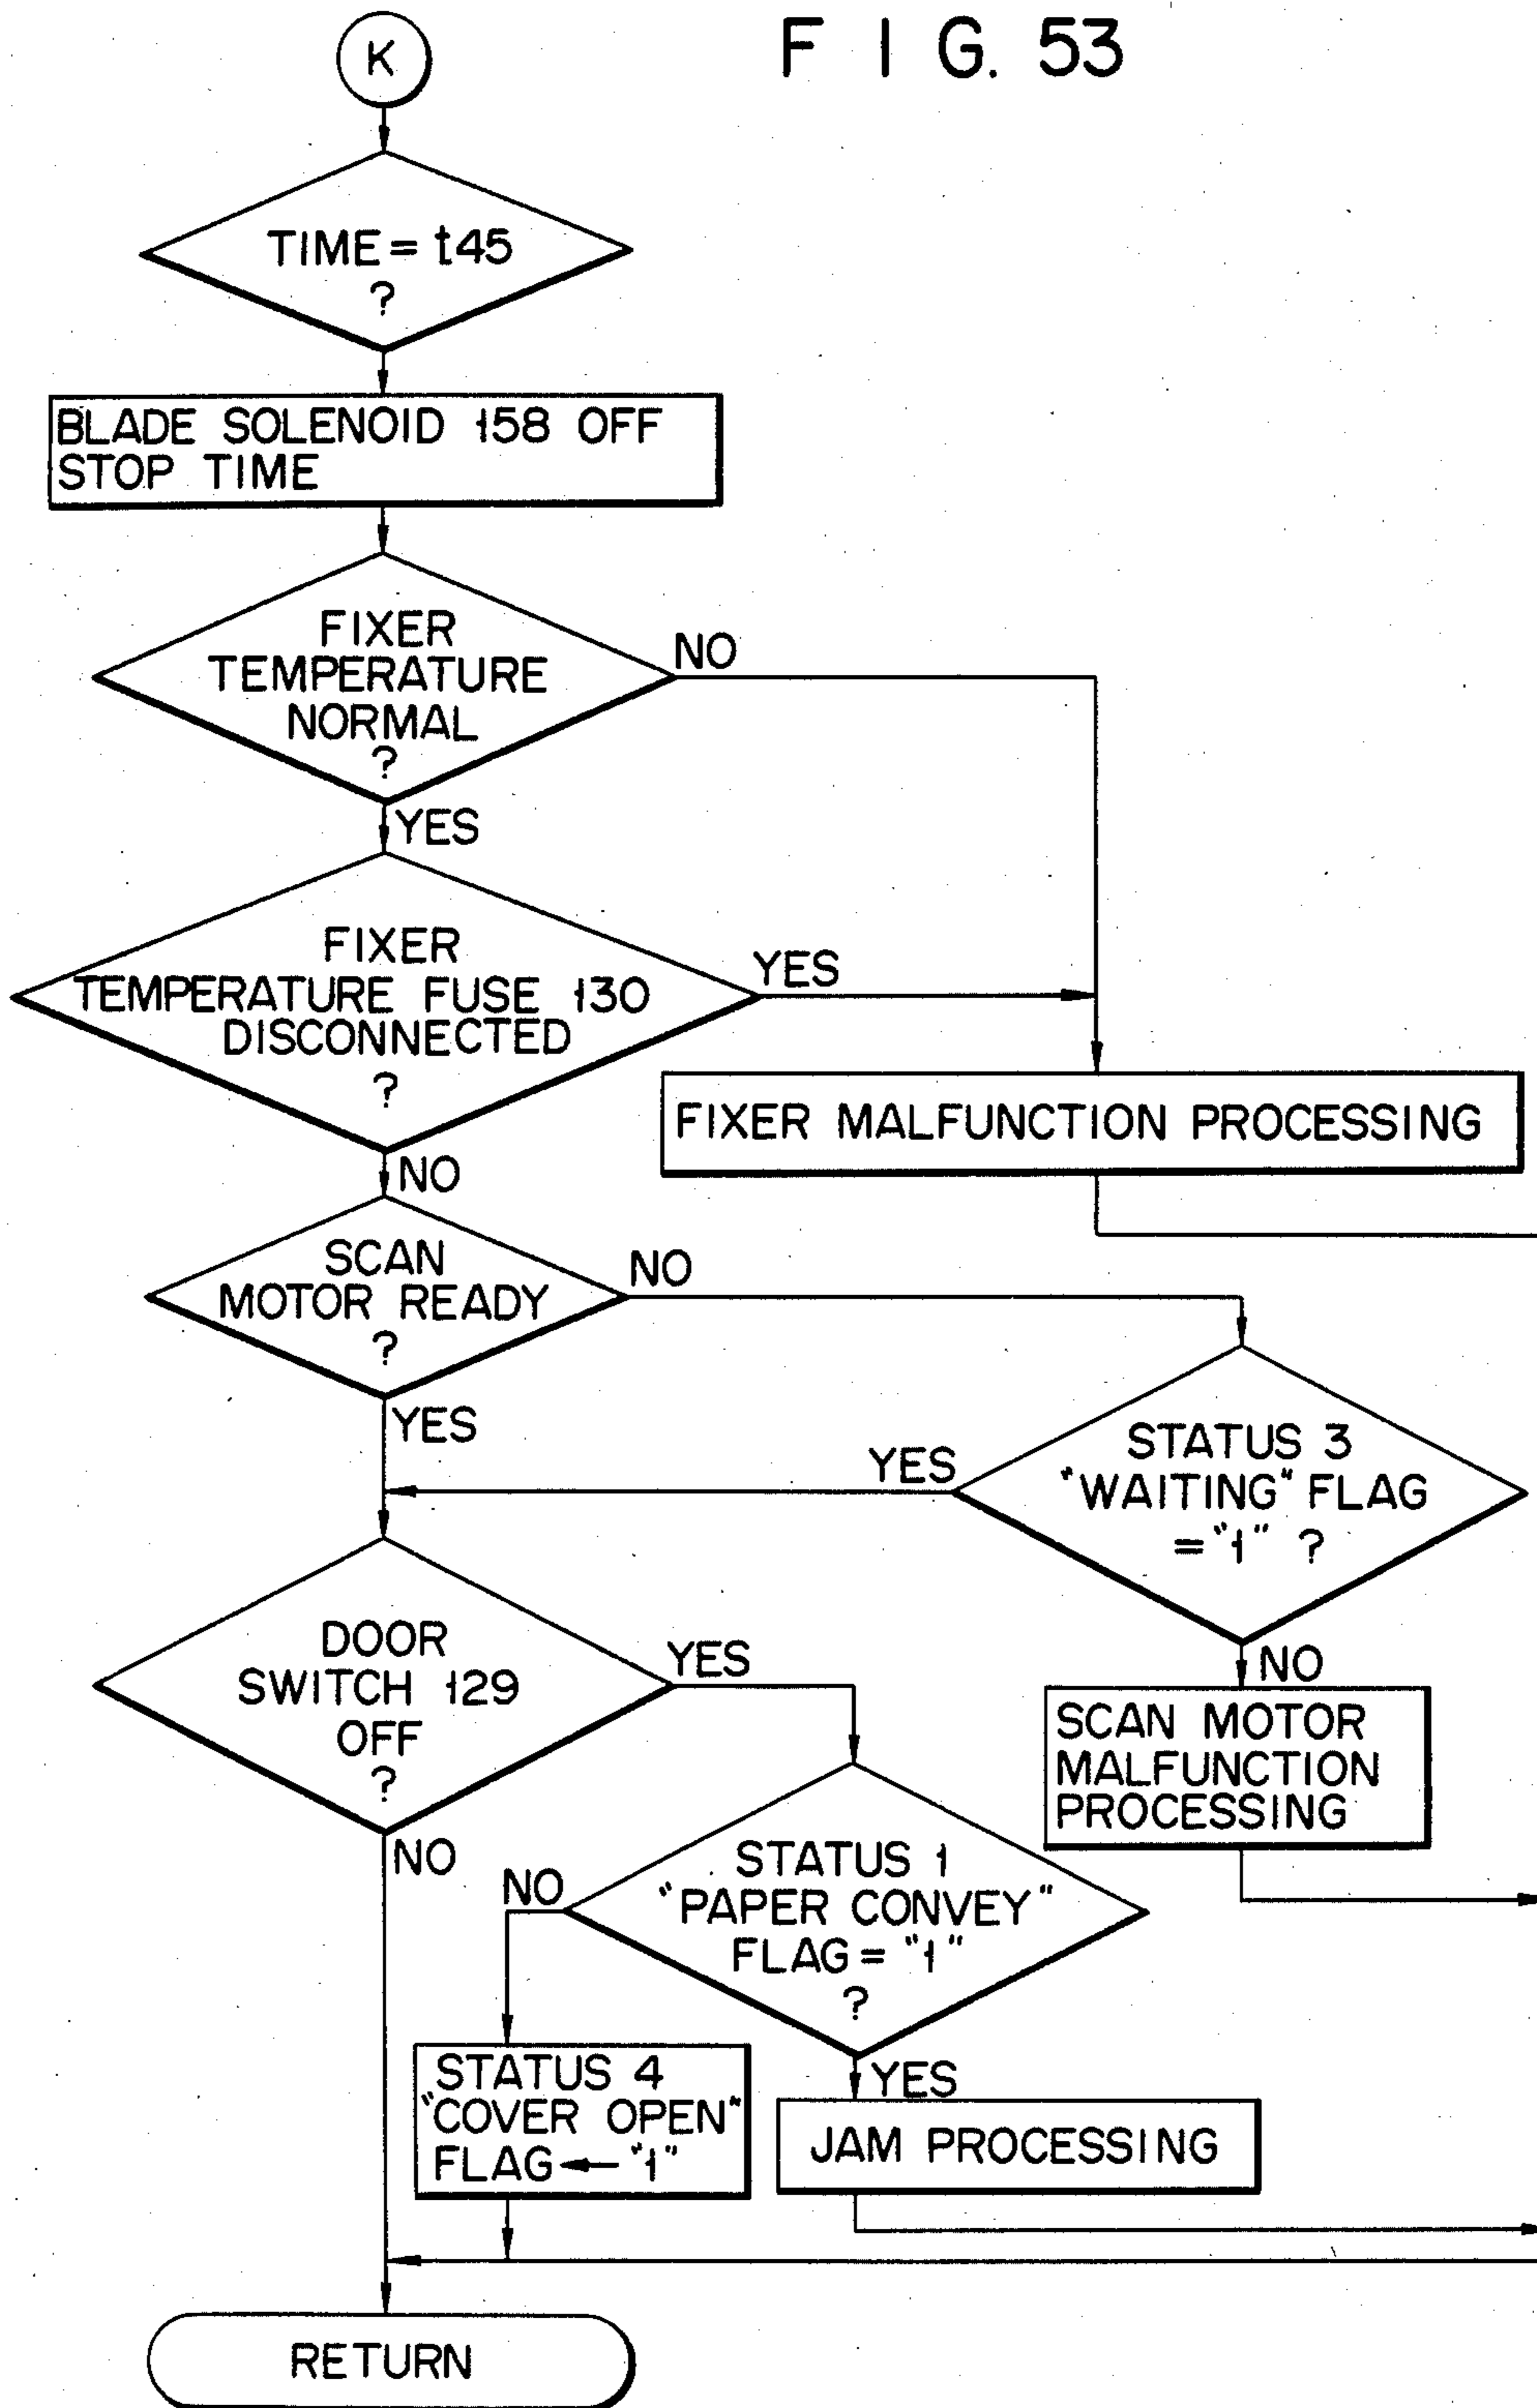 F I G. 53
K
TIME = t45
?
BLADE SOLENOID 158 OFF
STOP TIME
FIXER
TEMPERATURE
NORMAL
?
NO
YES
FIXER
TEMPERATURE FUSE 130
DISCONNECTED
?
YES
FIXER MALFUNCTION PROCESSING
NO
SCAN
MOTOR READY
?
NO
YES
STATUS 3
"WAITING" FLAG
= "1" ?
YES
NO
SCAN MOTOR
MALFUNCTION
PROCESSING
DOOR
SWITCH 129
OFF
?
YES
NO
STATUS 1
"PAPER CONVEY"
FLAG = "1"
?
NO
YES
STATUS 4
"COVER OPEN"
FLAG ← "1"
JAM PROCESSING
RETURN